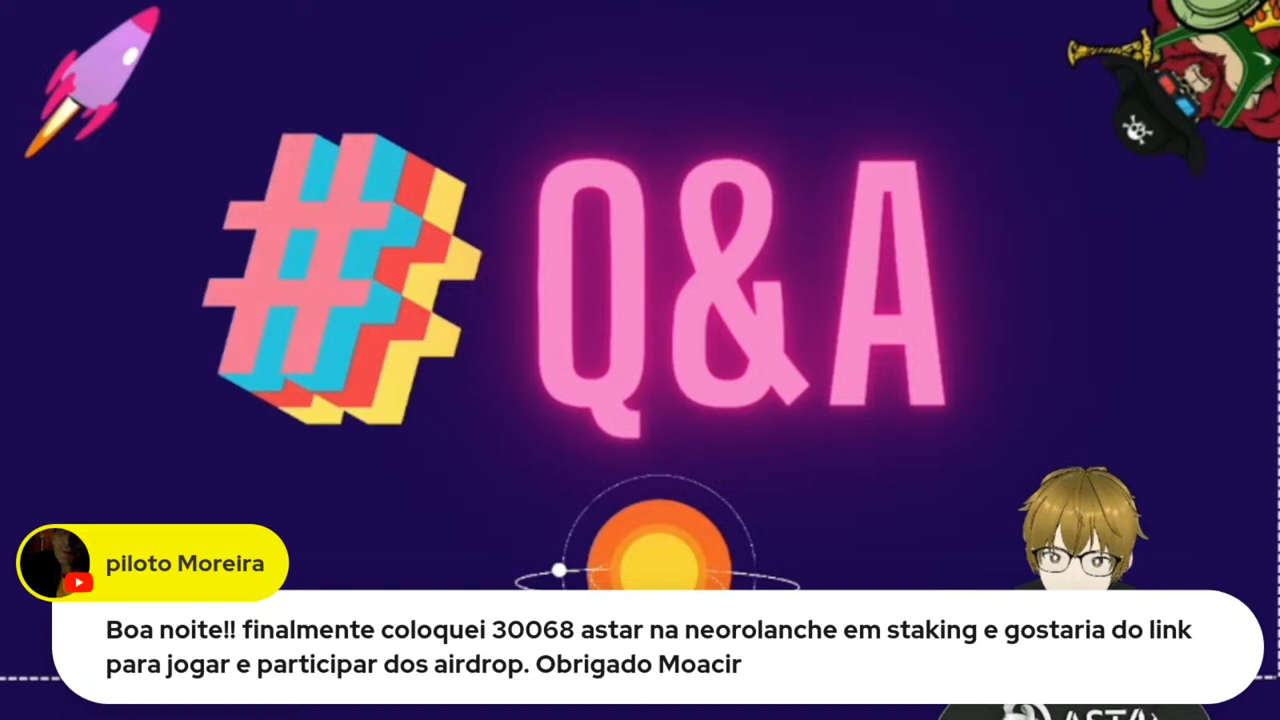 # Q&A
piloto Moreira
Boa noite!! finalmente coloquei 30068 astar na neorolanche em staking e gostaria do link
para jogar e participar dos airdrop. Obrigado Moacir